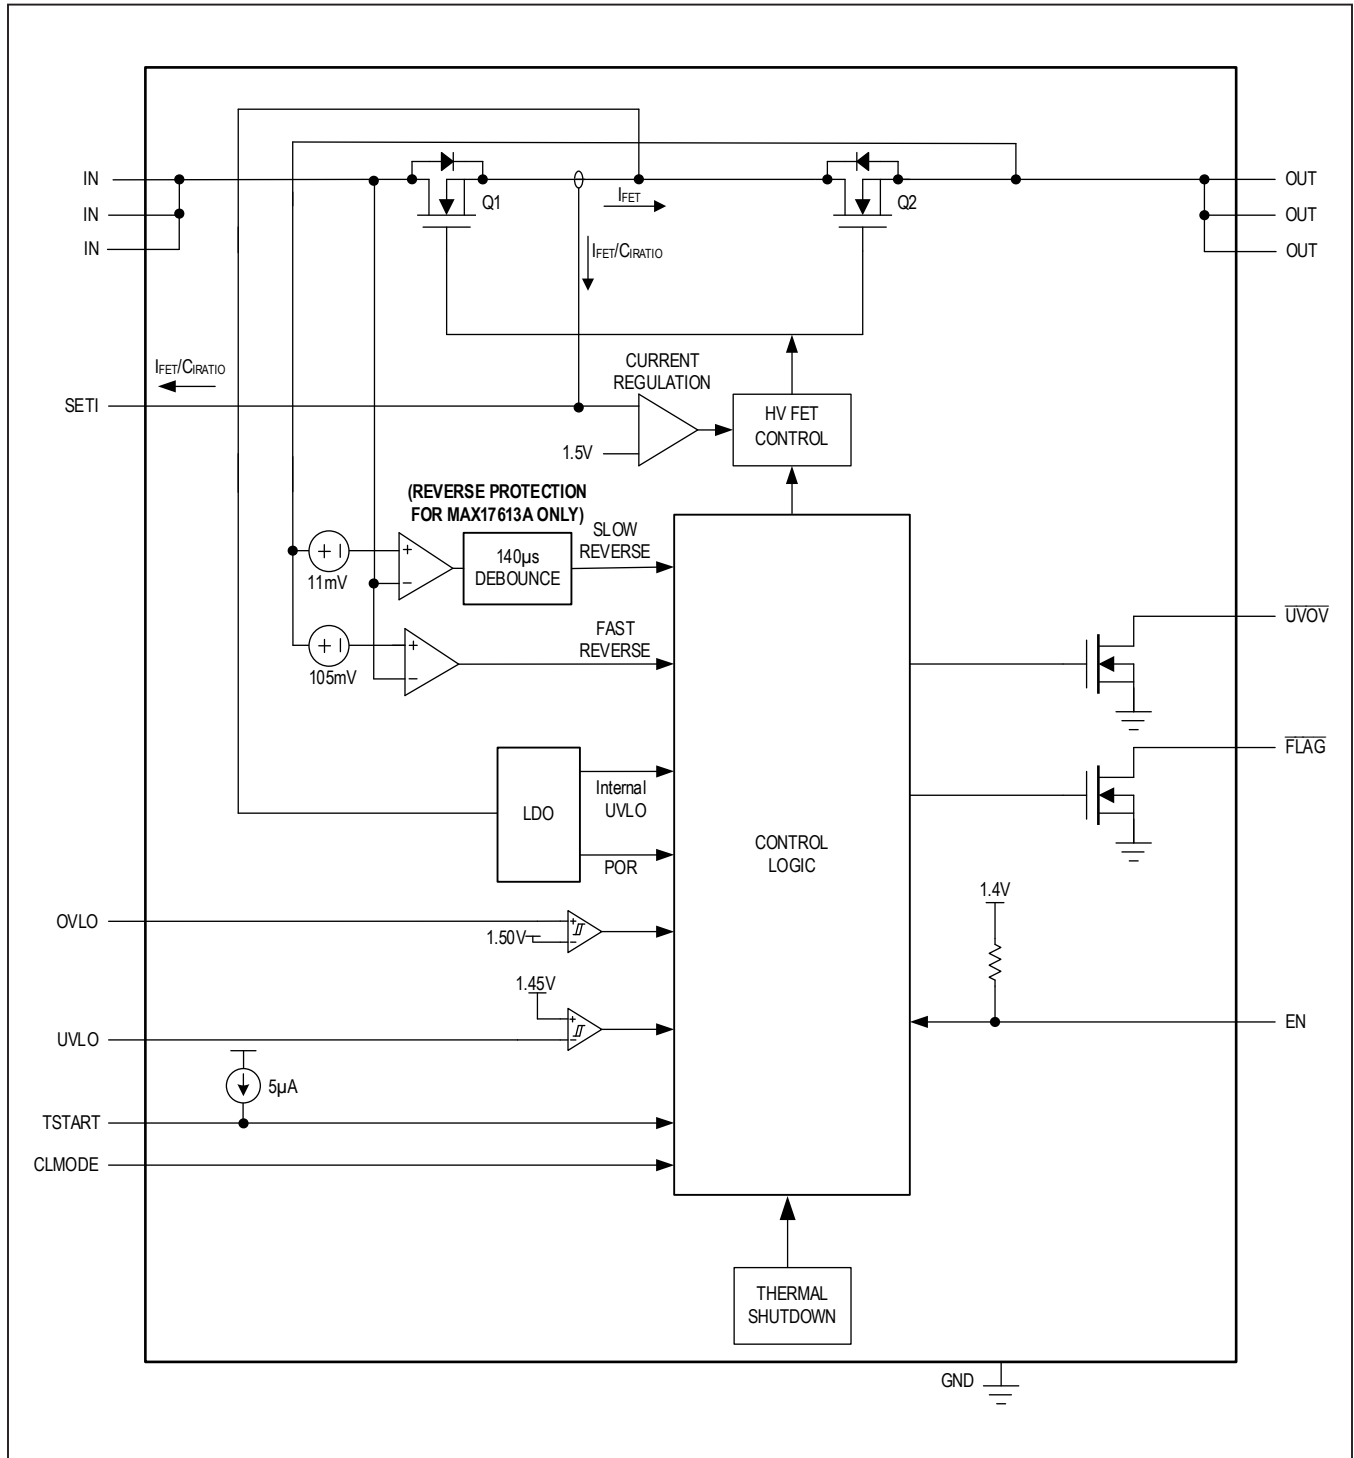 IN
IN
IN
Q1
IFET
Q2
OUT
OUT
OUT
IFET/CIRATIO
IFET/CIRATIO
SETI
CURRENT
REGULATION
1.5V
HV FET
CONTROL
(REVERSE PROTECTION
FOR MAX17613A ONLY)
+
11mV
+
−
140µs
DEBOUNCE
SLOW
REVERSE
+
105mV
+
−
FAST
REVERSE
UVOV
FLAG
LDO
Internal
UVLO
POR
CONTROL
LOGIC
1.4V
OVLO
1.50V
+
−
1.45V
UVLO
+
−
EN
5µA
TSTART
CLMODE
THERMAL
SHUTDOWN
GND